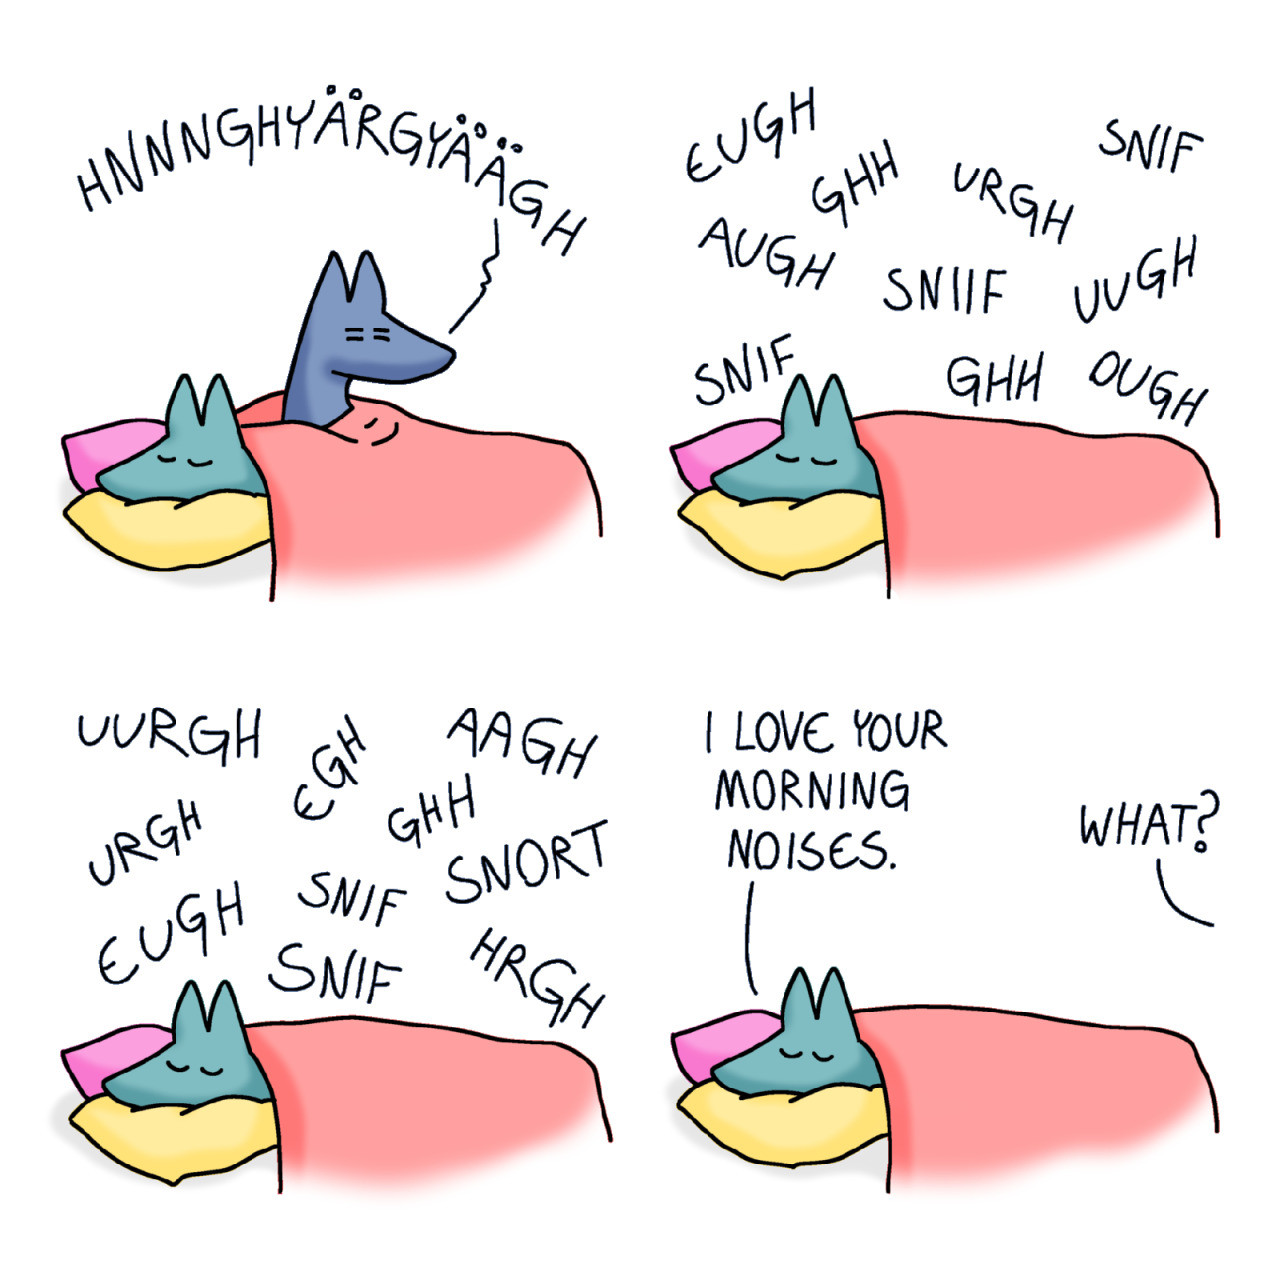 HNNNGHYÄRGYÄÄGH
EUGH
SNIF
GHH
URGH
AUGH
SNIIF
UUGH
SNIF
GHH
OUGH
UURGH
EGH
AAGH
URGH
GHH
SNORT
EUGH
SNIF
SNIF
HRGH
I LOVE YOUR
MORNING
NOISES.
WHAT?